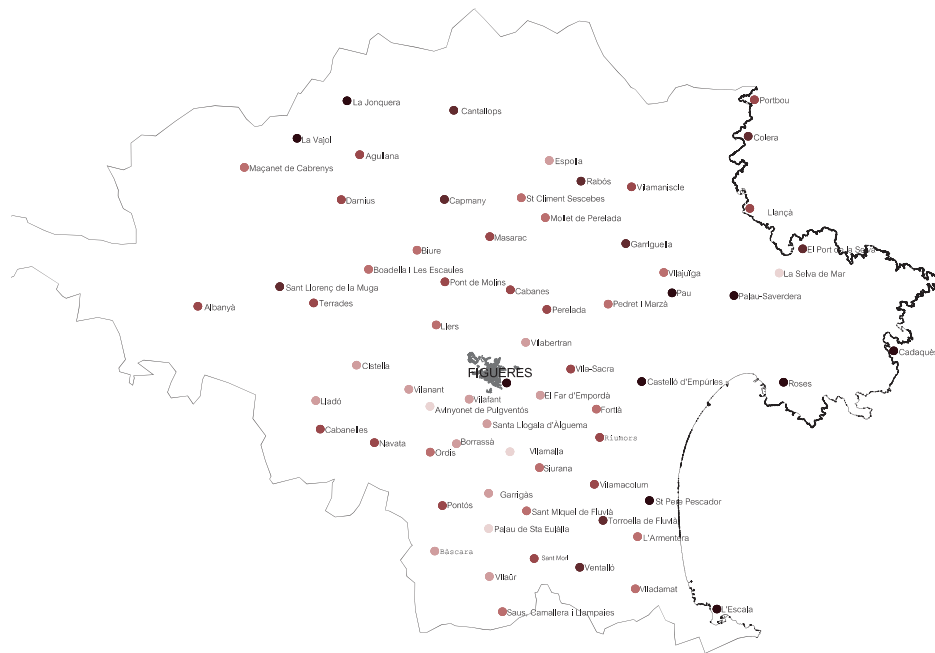 La Jonquera
Portbou
Cantallops
Colera
La Vajol
Agullana
Espolla
Maçanet de Cabrenys
Rabós
Vilamaniscle
Darnius
Capmany
St Climent Sescebes
Llançà
Mollet de Perelada
Masarac
Garriguella
El Port de la Selva
Biure
Boadella i Les Escaules
Vilajuïga
La Selva de Mar
Pont de Molins
Sant Llorenç de la Muga
Cabanes
Pau
Palau-Saverdera
Terrades
Albanyà
Perelada
Pedret i Marzà
Llers
Vilabertran
Cadaqués
Cistella
FIGUERES
Vila-Sacra
Castelló d'Empúries
Roses
Vilanant
Lladó
Vilafant
El Far d'Empordà
Avinyonet de Puigventós
Fortià
Santa Llogaia d'Àlguema
Cabanelles
Riumors
Navata
Borrassà
Ordis
Vilamalla
Siurana
Vilamacolum
Garrigàs
St Pere Pescador
Pontós
Sant Miquel de Fluvià
Torroella de Fluvià
Palau de Sta Eulàlia
L'Armentera
Bàscara
Sant Mori
Ventalló
Vilaür
Viladamat
Saus, Camallera i Llampaies
L'Escala